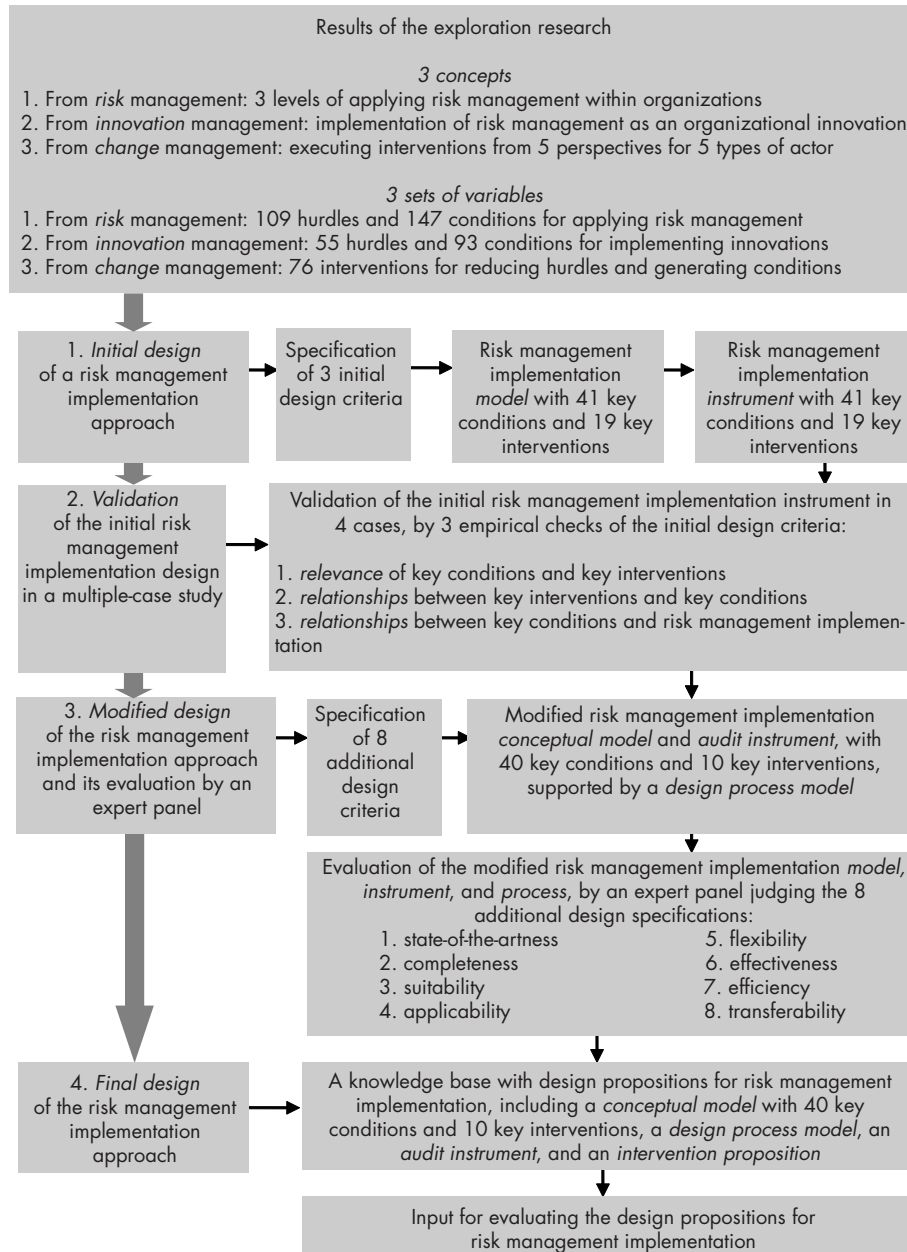 Results of the exploration research
3 concepts
1. From risk management: 3 levels of applying risk management within organizations
2. From innovation management: implementation of risk management as an organizational innovation
3. From change management: executing interventions from 5 perspectives for 5 types of actor
3 sets of variables
1. From risk management: 109 hurdles and 147 conditions for applying risk management
2. From innovation management: 55 hurdles and 93 conditions for implementing innovations
3. From change management: 76 interventions for reducing hurdles and generating conditions
1. Initial design
of a risk management
implementation
approach
Specification
of 3 initial
design criteria
Risk management
implementation
model with 41 key
conditions and 19 key
interventions
Risk management
implementation
instrument with 41 key
conditions and 19 key
interventions
2. Validation
of the initial risk
management
implementation design
in a multiple-case study
Validation of the initial risk management implementation instrument in
4 cases, by 3 empirical checks of the initial design criteria:
1. relevance of key conditions and key interventions
2. relationships between key interventions and key conditions
3. relationships between key conditions and risk management implemen-
tation
3. Modified design
of the risk management
implementation approach
and its evaluation by an
expert panel
Specification
of 8
additional
design
criteria
Modified risk management implementation
conceptual model and audit instrument, with
40 key conditions and 10 key interventions,
supported by a design process model
Evaluation of the modified risk management implementation model,
instrument, and process, by an expert panel judging the 8
additional design specifications:
1. state-of-the-artness
2. completeness
3. suitability
4. applicability
5. flexibility
6. effectiveness
7. efficiency
8. transferability
4. Final design
of the risk management
implementation
approach
A knowledge base with design propositions for risk management
implementation, including a conceptual model with 40 key
conditions and 10 key interventions, a design process model, an
audit instrument, and an intervention proposition
Input for evaluating the design propositions for
risk management implementation